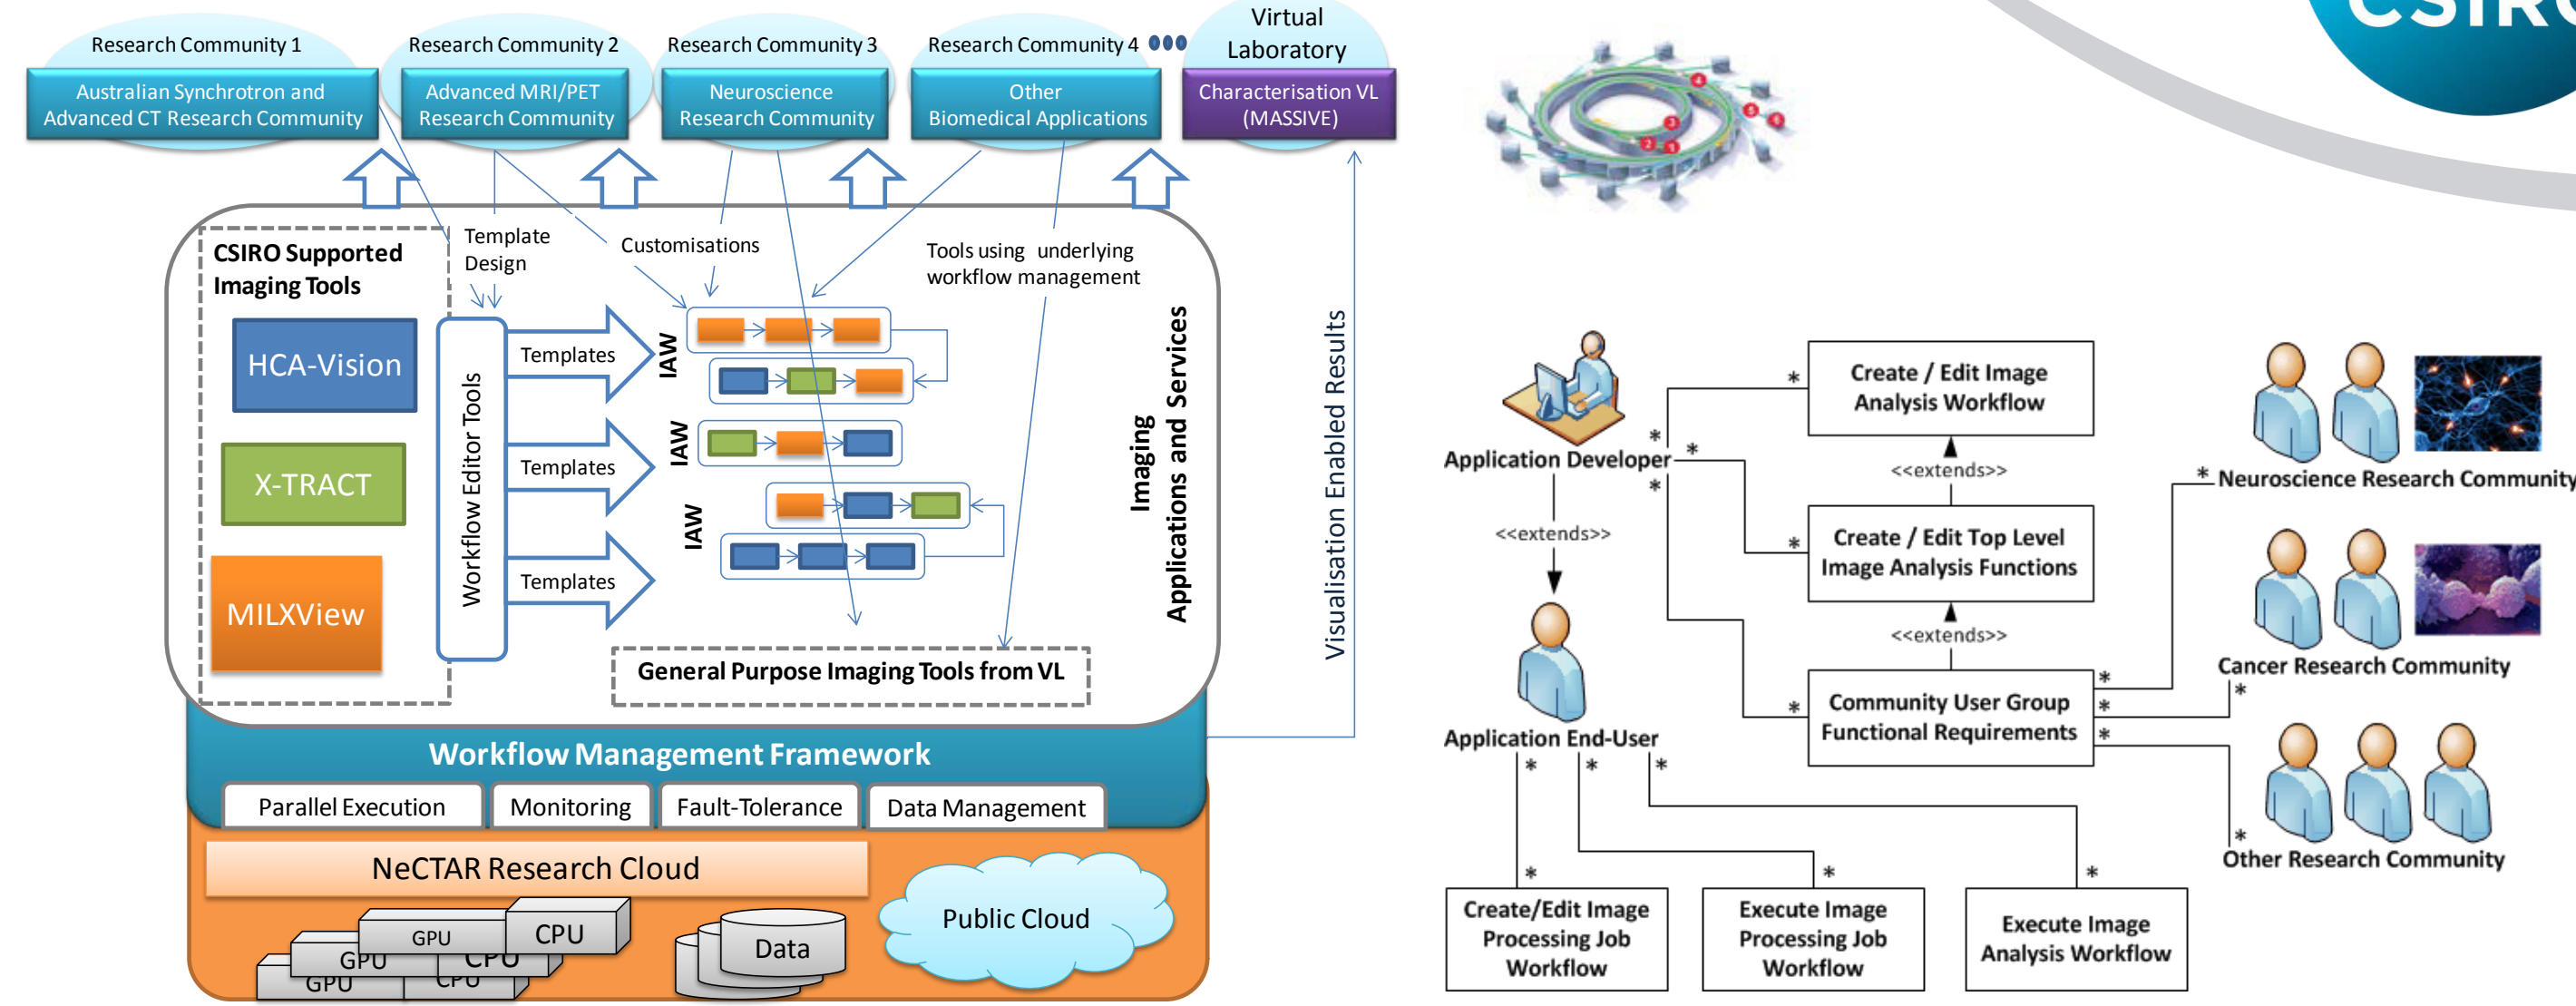 Research Community 1
Australian Synchrotron and
Advanced CT Research Community
Research Community 2
Advanced MRI/PET
Research Community
Research Community 3
Neuroscience
Research Community
Research Community 4
Other
Biomedical Applications
Virtual
Laboratory
Characterisation VL
(MASSIVE)
CSIRO Supported
Imaging Tools
HCA-Vision
X-TRACT
MILXView
Template
Design
Workflow Editor Tools
Templates
Templates
Templates
Customisations
Tools using underlying
workflow management
IAW
IAW
IAW
General Purpose Imaging Tools from VL
Imaging
Applications and Services
Visualisation Enabled Results
Workflow Management Framework
Parallel Execution
Monitoring
Fault-Tolerance
Data Management
NeCTAR Research Cloud
GPU
CPU
GPU
CPU
GPU
CPU
Data
Public Cloud
4
5
6
3
2
1
CSIRO
Application Developer
<<extends>>
Application End-User
Create / Edit Image
Analysis Workflow
<<extends>>
Create / Edit Top Level
Image Analysis Functions
<<extends>>
Community User Group
Functional Requirements
* Neuroscience Research Community
Cancer Research Community
Other Research Community
Create/Edit Image
Processing Job
Workflow
Execute Image
Processing Job
Workflow
Execute Image
Analysis Workflow